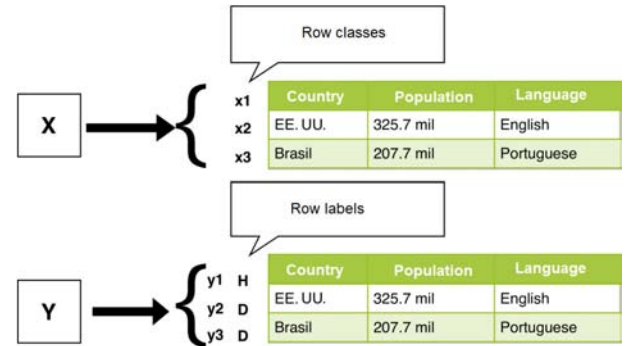 Row classes
x1 Country Population Language
X x2 EE. UU. 325.7 mil English
x3 Brasil 207.7 mil Portuguese
Row labels
y1 H Country Population Language
Y y2 D EE. UU. 325.7 mil English
y3 D Brasil 207.7 mil Portuguese